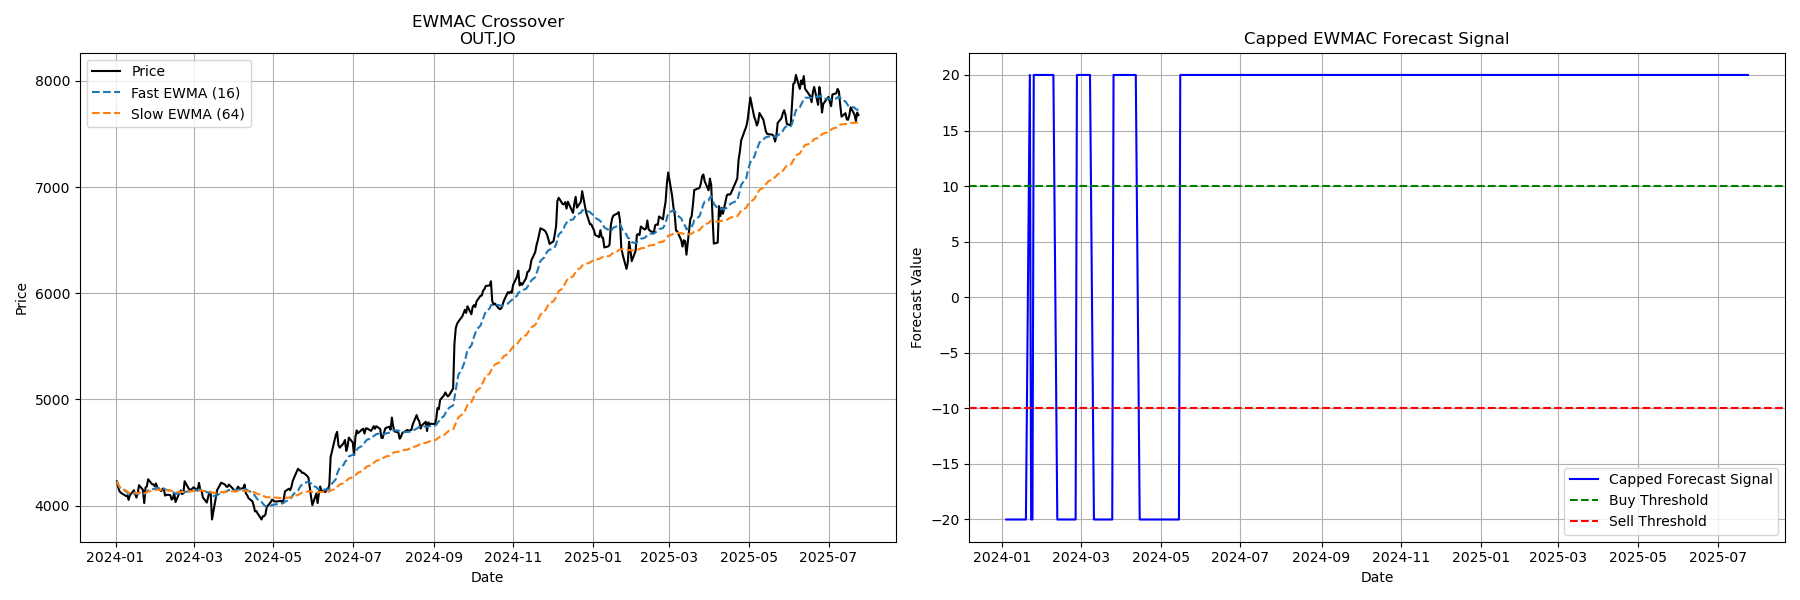 EWMAC Crossover
OUT.JO
Price
Fast EWMA (16)
Slow EWMA (64)
8000
7000
6000
5000
4000
Price
2024-01 2024-03 2024-05 2024-07 2024-09 2024-11 2025-01 2025-03 2025-05 2025-07
Date
Capped EWMAC Forecast Signal
20
15
10
5
0
−5
−10
−15
−20
Forecast Value
Capped Forecast Signal
Buy Threshold
Sell Threshold
2024-01 2024-03 2024-05 2024-07 2024-09 2024-11 2025-01 2025-03 2025-05 2025-07
Date